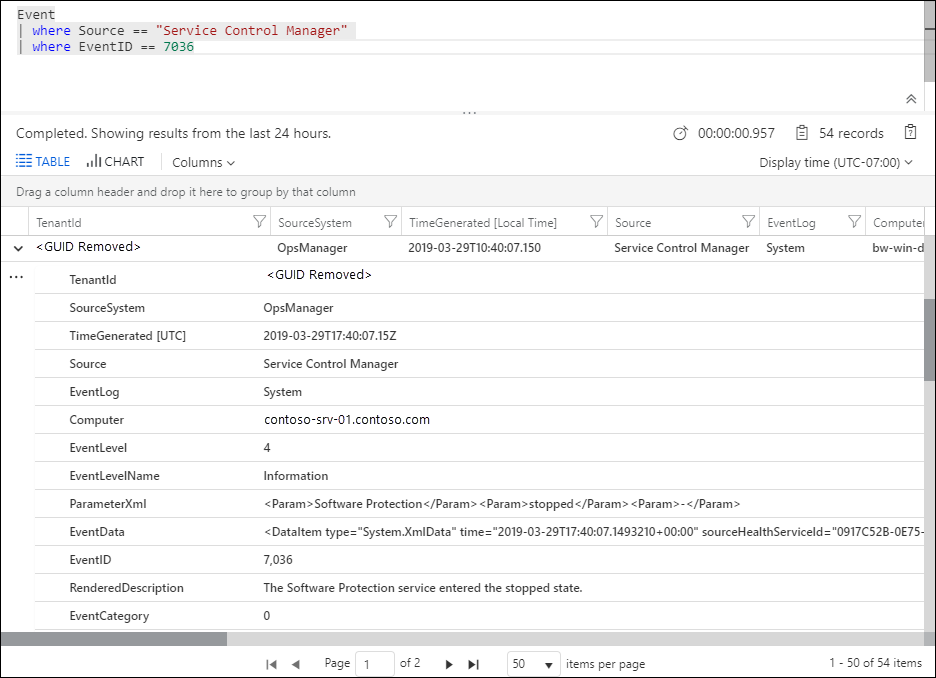 Event
| where Source == "Service Control Manager"
| where EventID == 7036
Completed. Showing results from the last 24 hours. 00:00:00.957 54 records
TABLE CHART Columns Display time (UTC-07:00)
Drag a column header and drop it here to group by that column
TenantId SourceSystem TimeGenerated [Local Time] Source EventLog Computer
<GUID Removed> OpsManager 2019-03-29T10:40:07.150 Service Control Manager System bw-win-d
... TenantId <GUID Removed>
SourceSystem OpsManager
TimeGenerated [UTC] 2019-03-29T17:40:07.15Z
Source Service Control Manager
EventLog System
Computer contoso-srv-01.contoso.com
EventLevel 4
EventLevelName Information
ParameterXml <Param>Software Protection</Param><Param>stopped</Param><Param>-</Param>
EventData <DataItem type="System.XmlData" time="2019-03-29T17:40:07.1493210+00:00" sourceHealthServiceId="0917C52B-0E75-
EventID 7,036
RenderedDescription The Software Protection service entered the stopped state.
EventCategory 0
Page 1 of 2 50 items per page 1 - 50 of 54 items